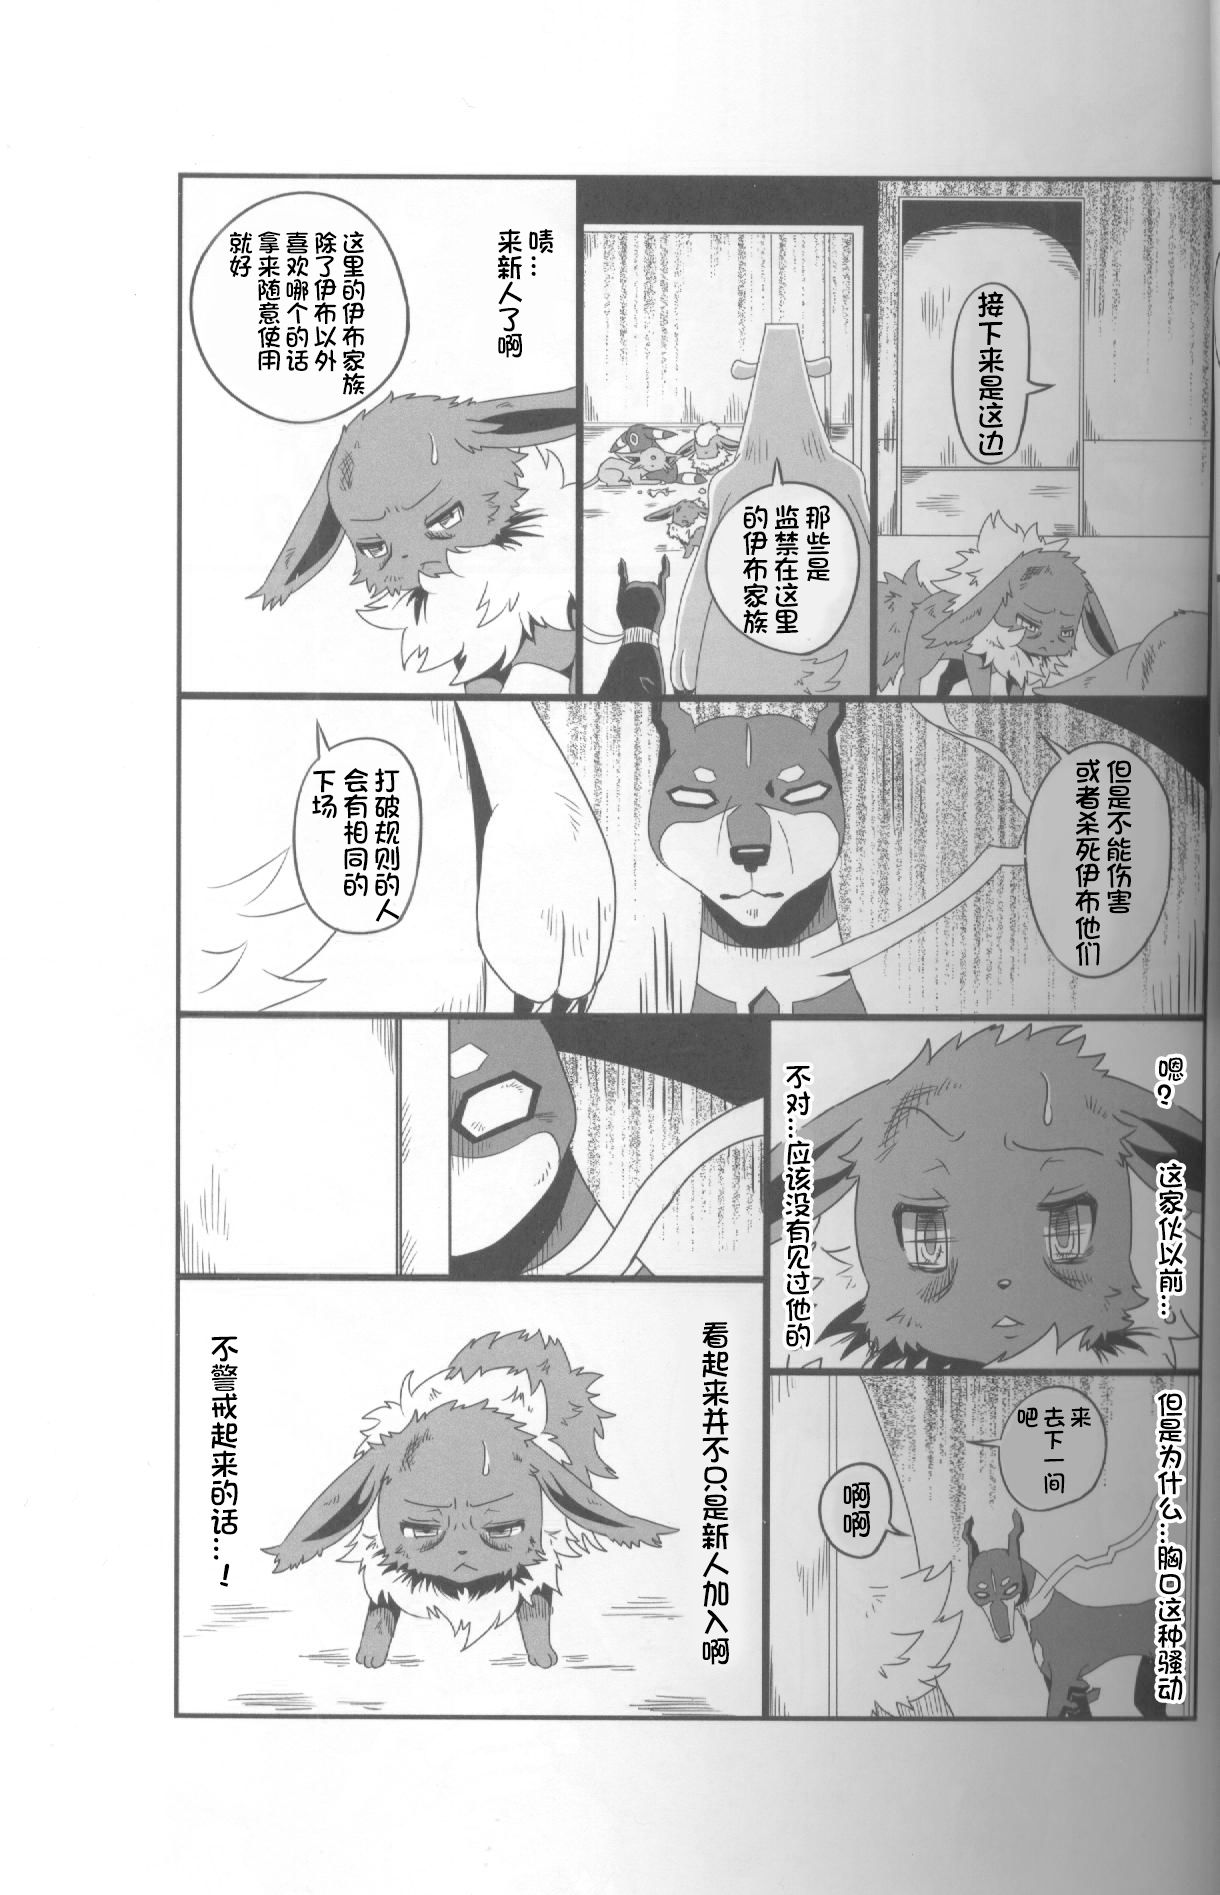 接下来是这边
那些是
监禁在这里
的伊布家族
啧…
来新人了啊
这里的伊布家族
除了伊布以外
喜欢哪个的话
拿来随意使用
就好
但是不能伤害
或者杀死伊布他们
打破规则的人
会有相同的
下场
嗯?
这家伙以前…
不对…应该没有见过他的
但是为什么…胸口这种骚动
来
去下一间
吧
啊啊
看起来并不只是新人加入啊
不警戒起来的话…!